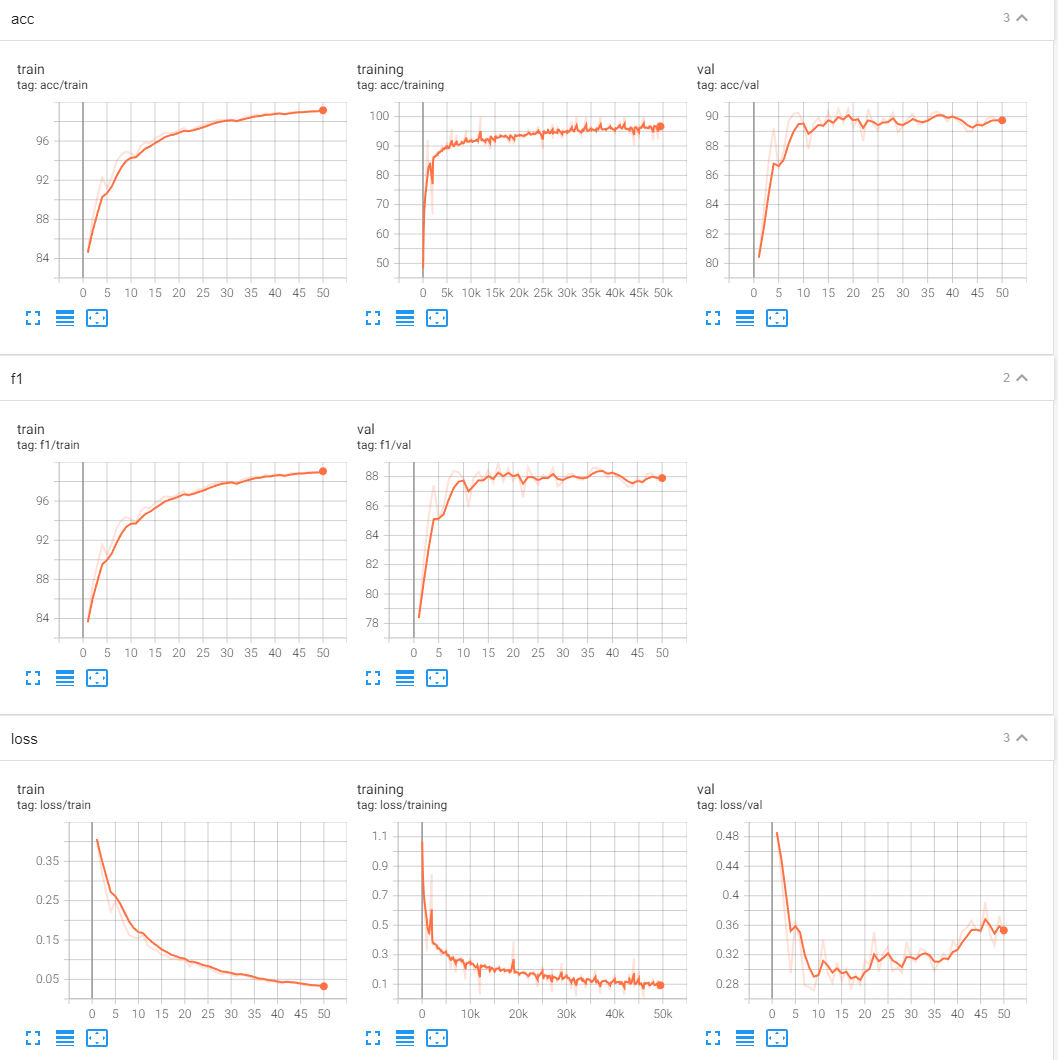 acc 3
train training val
tag: acc/train tag: acc/training tag: acc/val
96
92
88
84
0 5 10 15 20 25 30 35 40 45 50
100
90
80
70
60
50
0 5k 10k 15k 20k 25k 30k 35k 40k 45k 50k
90
88
86
84
82
80
0 5 10 15 20 25 30 35 40 45 50
f1 2
train val
tag: f1/train tag: f1/val
96
92
88
84
0 5 10 15 20 25 30 35 40 45 50
88
86
84
82
80
78
0 5 10 15 20 25 30 35 40 45 50
loss 3
train training val
tag: loss/train tag: loss/training tag: loss/val
0.35
0.25
0.15
0.05
0 5 10 15 20 25 30 35 40 45 50
1.1
0.9
0.7
0.5
0.3
0.1
0 10k 20k 30k 40k 50k
0.48
0.44
0.4
0.36
0.32
0.28
0 5 10 15 20 25 30 35 40 45 50